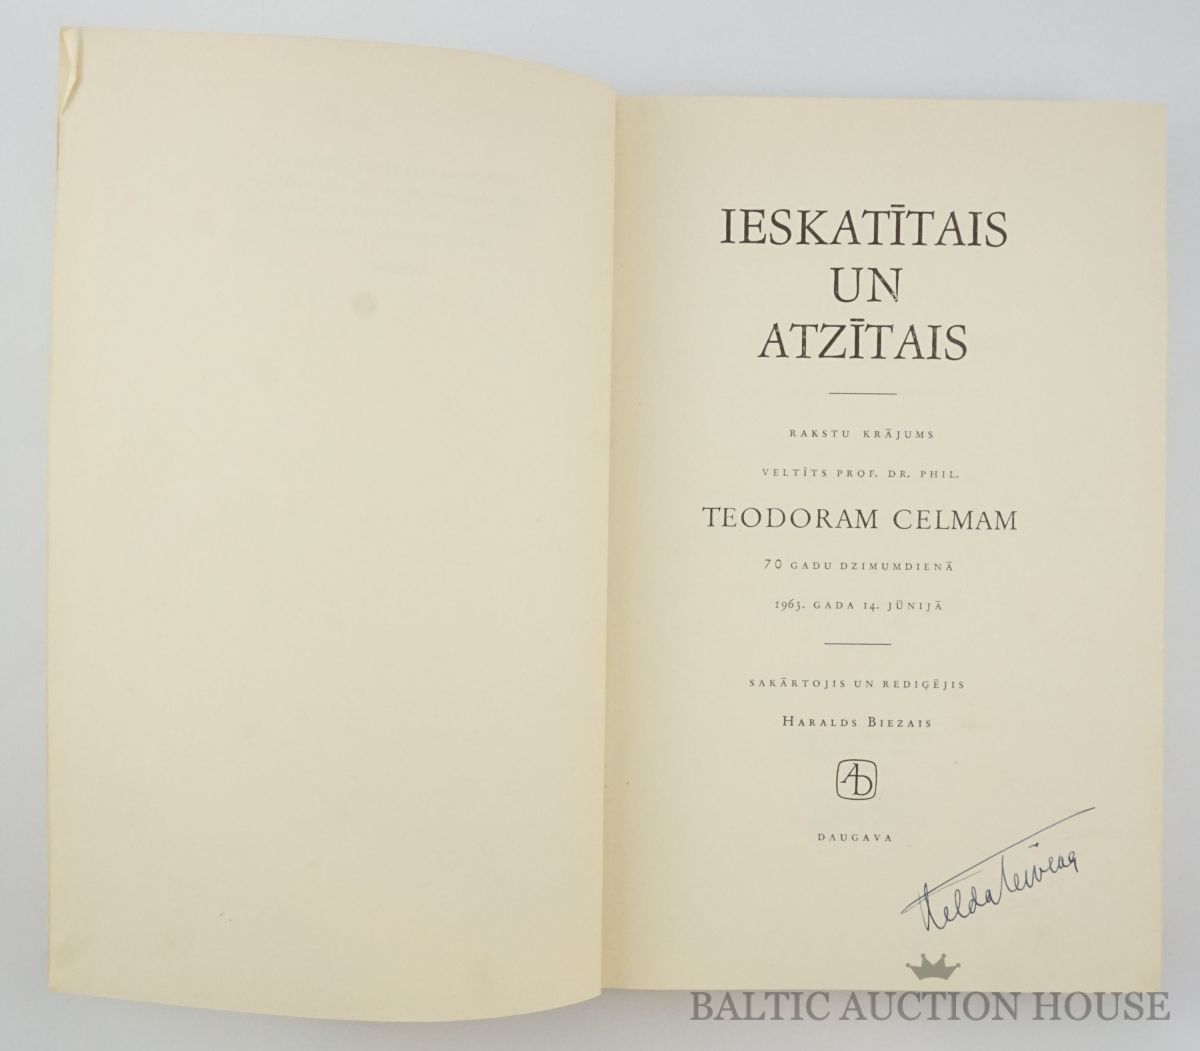 IESKATĪTAIS
UN
ATZĪTAIS
RAKSTU KRĀJUMS
VELTĪTS PROF. DR. PHIL.
TEODORAM CELMAM
70 GADU DZIMUMDIENĀ
1963. GADA 14. JŪNIJĀ
SAKĀRTOJIS UN REDIĢĒJIS
HARALDS BIEZAIS
AD
DAUGAVA
BALTIC AUCTION HOUSE